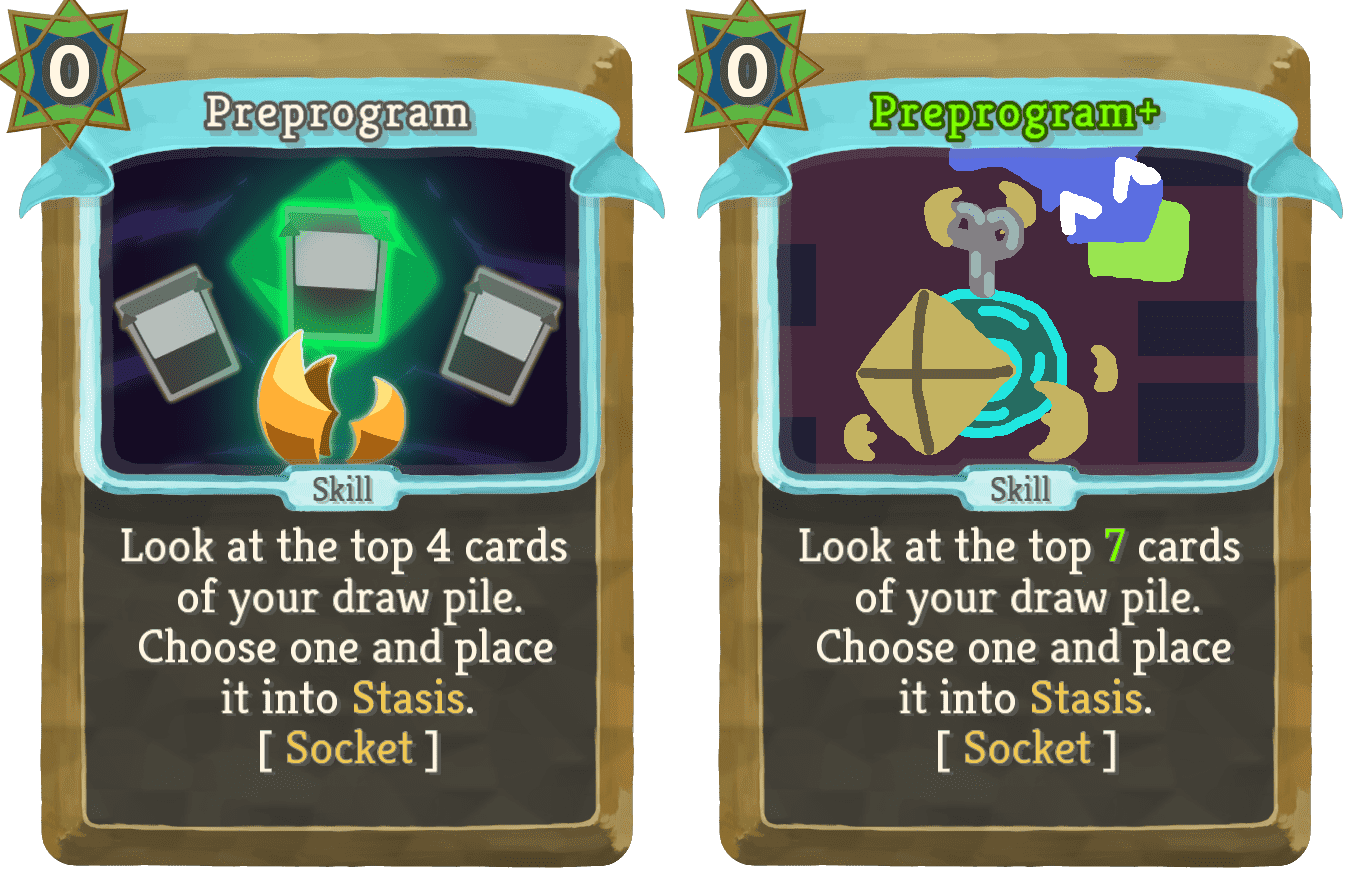 0
Preprogram
Skill
Look at the top 4 cards
of your draw pile.
Choose one and place
it into Stasis.
[ Socket ]
0
Preprogram+
Skill
Look at the top 7 cards
of your draw pile.
Choose one and place
it into Stasis.
[ Socket ]